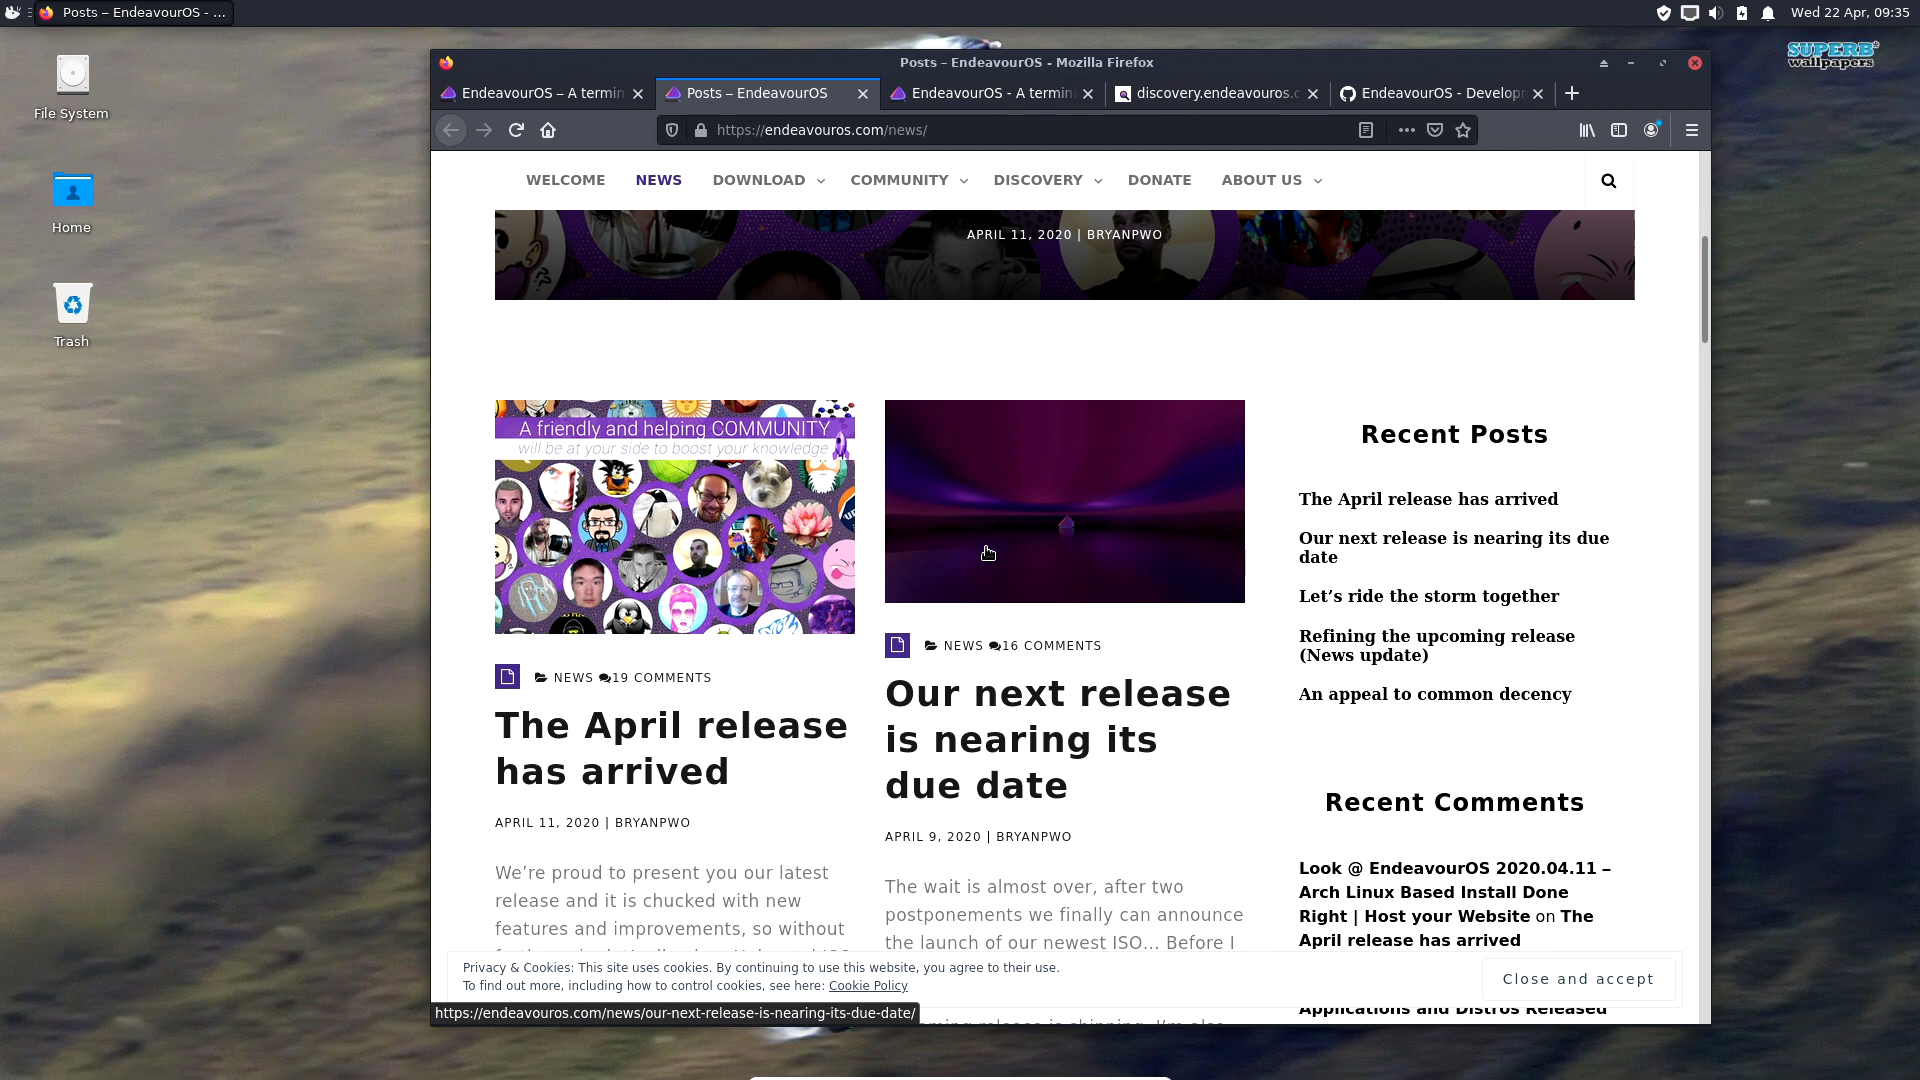 Posts – EndeavourOS - ...
Wed 22 Apr, 09:35
SUPERB
wallpapers
File System
Home
Trash
Posts – EndeavourOS - Mozilla Firefox
EndeavourOS – A termin
Posts – EndeavourOS
EndeavourOS - A termin
discovery.endeavouros.c
EndeavourOS - Develop
https://endeavouros.com/news/
WELCOME
NEWS
DOWNLOAD
COMMUNITY
DISCOVERY
DONATE
ABOUT US
APRIL 11, 2020 | BRYANPWO
A friendly and helping COMMUNITY
will be at your side to boost your knowledge
NEWS 19 COMMENTS
The April release
has arrived
APRIL 11, 2020 | BRYANPWO
We’re proud to present you our latest
release and it is chucked with new
features and improvements, so without
NEWS 16 COMMENTS
Our next release
is nearing its
due date
APRIL 9, 2020 | BRYANPWO
The wait is almost over, after two
postponements we finally can announce
the launch of our newest ISO... Before I
Recent Posts
The April release has arrived
Our next release is nearing its due
date
Let’s ride the storm together
Refining the upcoming release
(News update)
An appeal to common decency
Recent Comments
Look @ EndeavourOS 2020.04.11 –
Arch Linux Based Install Done
Right | Host your Website on The
April release has arrived
Applications and Distros Released
Privacy & Cookies: This site uses cookies. By continuing to use this website, you agree to their use.
To find out more, including how to control cookies, see here: Cookie Policy
Close and accept
https://endeavouros.com/news/our-next-release-is-nearing-its-due-date/